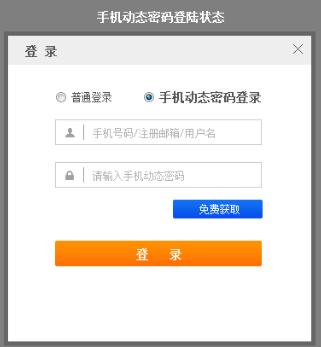 手机动态密码登陆状态
登 录
普通登录 手机动态密码登录
手机号码/注册邮箱/用户名
请输入手机动态密码
免费获取
登 录